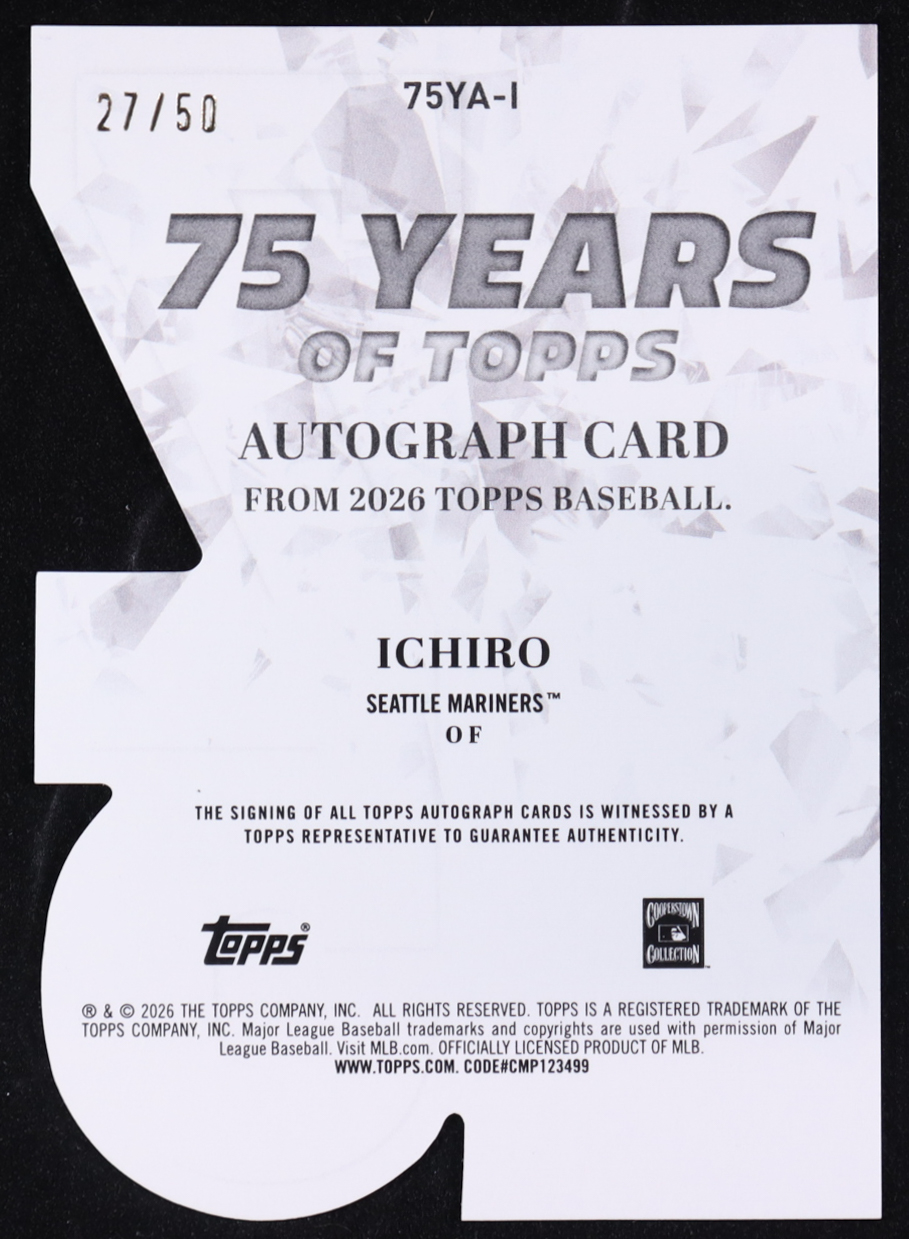 27/50
75YA-I
75 YEARS
OF TOPPS
AUTOGRAPH CARD
FROM 2026 TOPPS BASEBALL.
ICHIRO
SEATTLE MARINERS™
OF
THE SIGNING OF ALL TOPPS AUTOGRAPH CARDS IS WITNESSED BY A
TOPPS REPRESENTATIVE TO GUARANTEE AUTHENTICITY.
topps®
COOPERSTOWN
COLLECTION™
® & © 2026 THE TOPPS COMPANY, INC. ALL RIGHTS RESERVED. TOPPS IS A REGISTERED TRADEMARK OF THE
TOPPS COMPANY, INC. Major League Baseball trademarks and copyrights are used with permission of Major
League Baseball. Visit MLB.com. OFFICIALLY LICENSED PRODUCT OF MLB.
WWW.TOPPS.COM. CODE#CMP123499